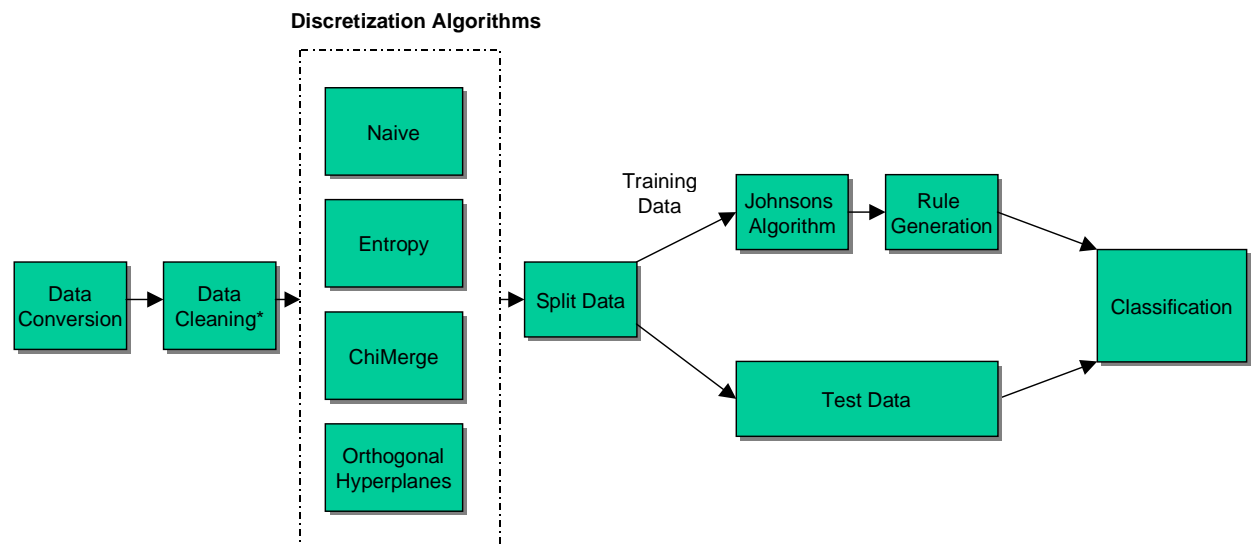 Discretization Algorithms
Naive
Entropy
ChiMerge
Orthogonal
Hyperplanes
Data
Conversion
Data
Cleaning*
Split Data
Training
Data
Johnsons
Algorithm
Rule
Generation
Test Data
Classification